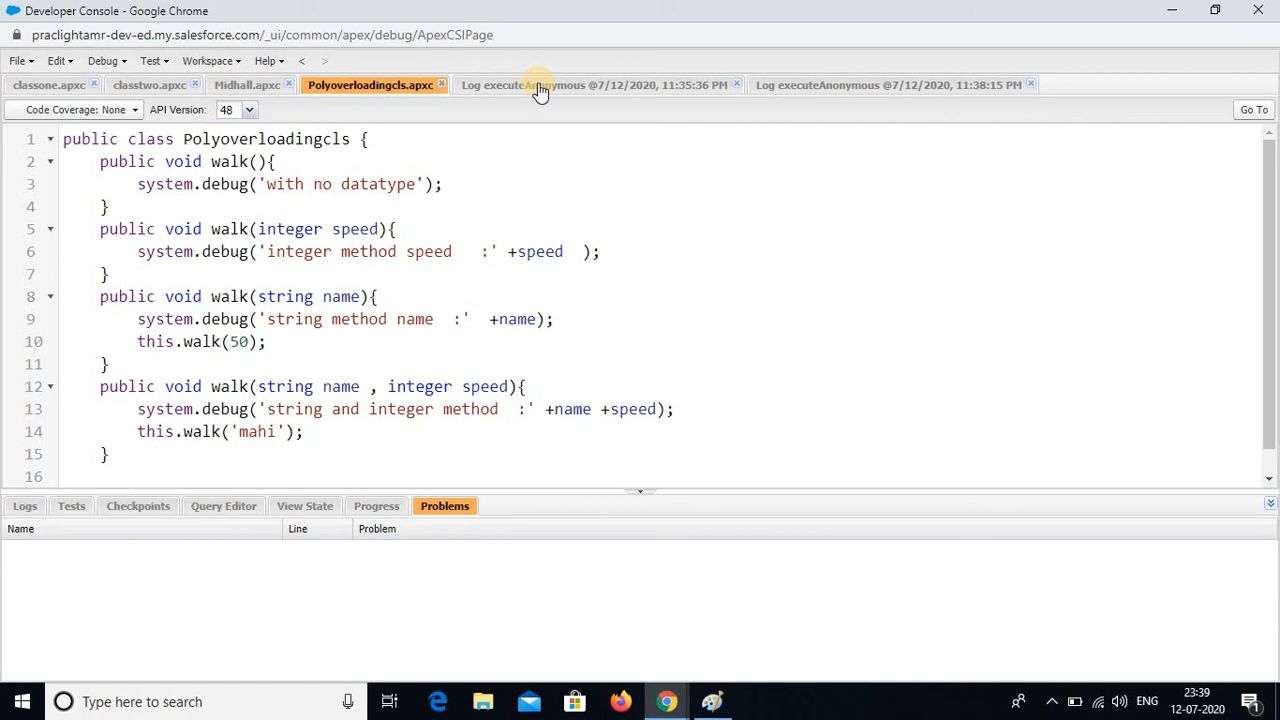 Developer Console - Google Chrome
praclightamr-dev-ed.my.salesforce.com/_ui/common/apex/debug/ApexCSIPage
File Edit Debug Test Workspace Help < >
classone.apxc classtwo.apxc Midhall.apxc Polyoverloadingcls.apxc Log executeAnonymous @7/12/2020, 11:35:36 PM Log executeAnonymous @7/12/2020, 11:38:15 PM
Code Coverage: None API Version: 48 Go To
1 public class Polyoverloadingcls {
2 public void walk(){
3 system.debug('with no datatype');
4 }
5 public void walk(integer speed){
6 system.debug('integer method speed   :' +speed  );
7 }
8 public void walk(string name){
9 system.debug('string method name  :'  +name);
10 this.walk(50);
11 }
12 public void walk(string name , integer speed){
13 system.debug('string and integer method  :' +name +speed);
14 this.walk('mahi');
15 }
16
Logs Tests Checkpoints Query Editor View State Progress Problems
Name Line Problem
Type here to search
ENG
23:39
12-07-2020
1